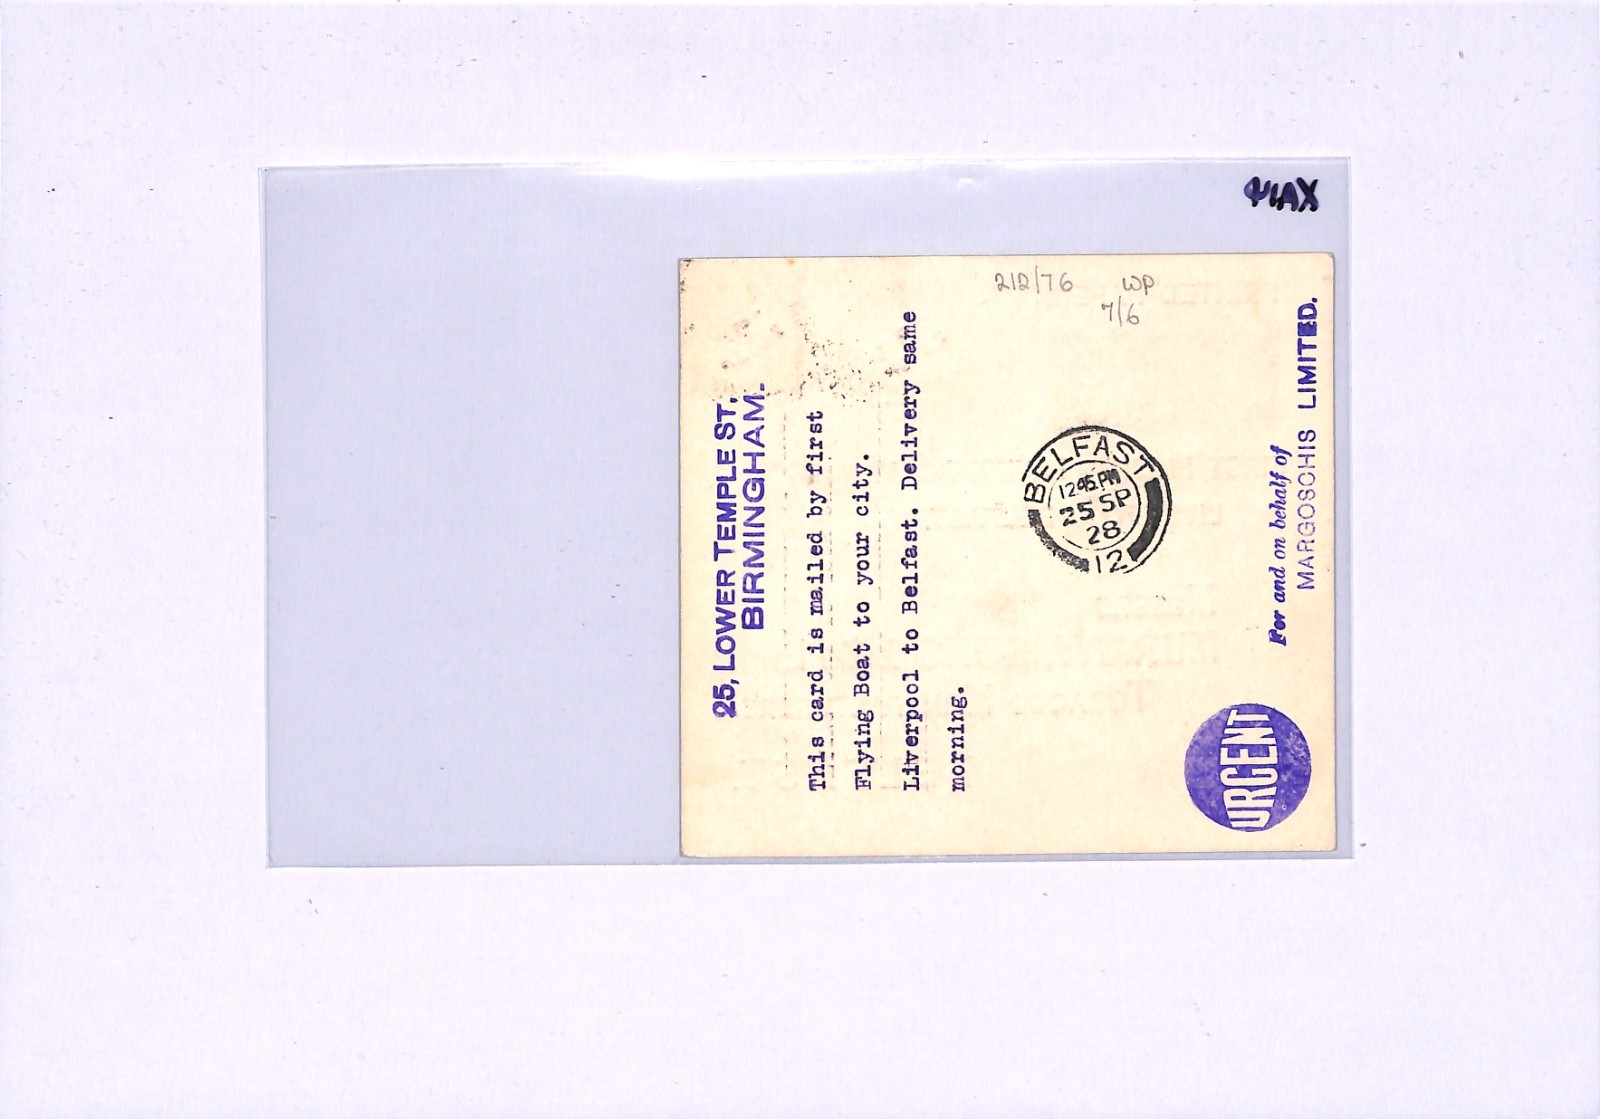 25, LOWER TEMPLE ST,
BIRMINGHAM.
This card is mailed by first
Flying Boat to your city.
Liverpool to Belfast. Delivery same
morning.
BELFAST
12.45 PM
25 SP
28
12
212/76 WP
7/6
URGENT
For and on behalf of
MARGOSCHIS LIMITED.